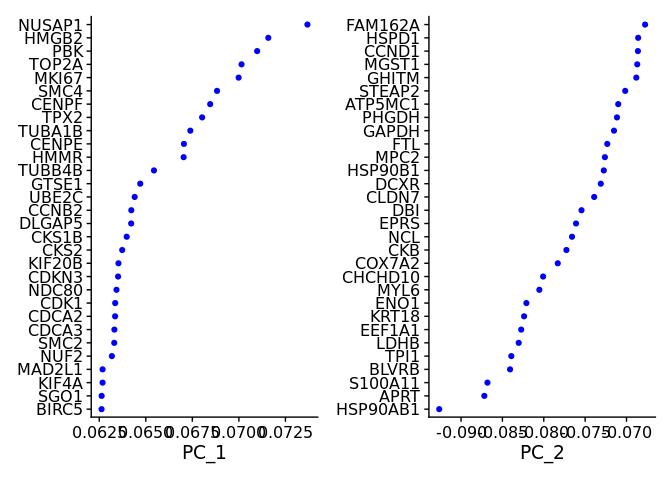 NUSAP1
HMGB2
PBK
TOP2A
MKI67
SMC4
CENPF
TPX2
TUBA1B
CENPE
HMMR
TUBB4B
GTSE1
UBE2C
CCNB2
DLGAP5
CKS1B
CKS2
KIF20B
CDKN3
NDC80
CDK1
CDCA2
CDCA3
SMC2
NUF2
MAD2L1
KIF4A
SGO1
BIRC5
0.0625 0.0650 0.0675 0.0700 0.0725
PC_1
FAM162A
HSPD1
CCND1
MGST1
GHITM
STEAP2
ATP5MC1
PHGDH
GAPDH
FTL
MPC2
HSP90B1
DCXR
CLDN7
DBI
EPRS
NCL
CKB
COX7A2
CHCHD10
MYL6
ENO1
KRT18
EEF1A1
LDHB
TPI1
BLVRB
S100A11
APRT
HSP90AB1
-0.090 -0.085 -0.080 -0.075 -0.070
PC_2